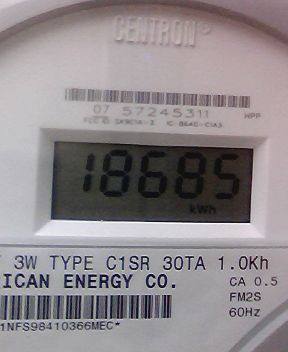 CENTRON®
07 57245311 HPP
18685
kWh
3W TYPE C1SR 30TA 1.0Kh
ICAN ENERGY CO.
CA 0.5
FM2S
60Hz
1NFS98410366MEC*